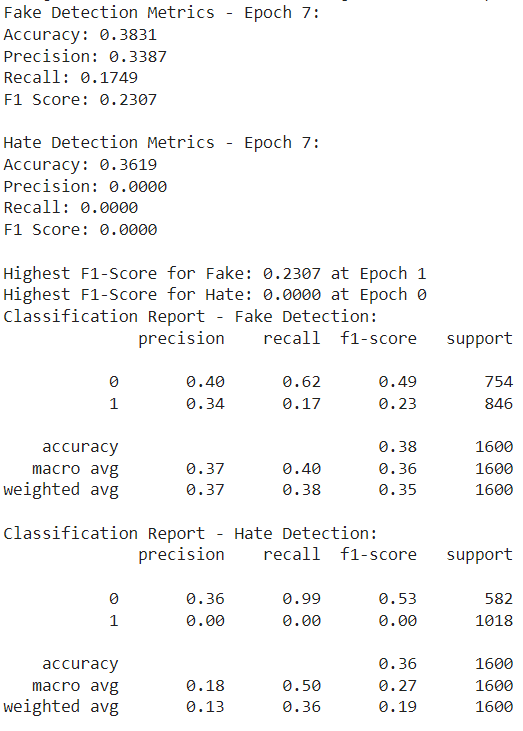 Fake Detection Metrics - Epoch 7:
Accuracy: 0.3831
Precision: 0.3387
Recall: 0.1749
F1 Score: 0.2307
Hate Detection Metrics - Epoch 7:
Accuracy: 0.3619
Precision: 0.0000
Recall: 0.0000
F1 Score: 0.0000
Highest F1-Score for Fake: 0.2307 at Epoch 1
Highest F1-Score for Hate: 0.0000 at Epoch 0
Classification Report - Fake Detection:
precision recall f1-score support
0 0.40 0.62 0.49 754
1 0.34 0.17 0.23 846
accuracy 0.38 1600
macro avg 0.37 0.40 0.36 1600
weighted avg 0.37 0.38 0.35 1600
Classification Report - Hate Detection:
precision recall f1-score support
0 0.36 0.99 0.53 582
1 0.00 0.00 0.00 1018
accuracy 0.36 1600
macro avg 0.18 0.50 0.27 1600
weighted avg 0.13 0.36 0.19 1600